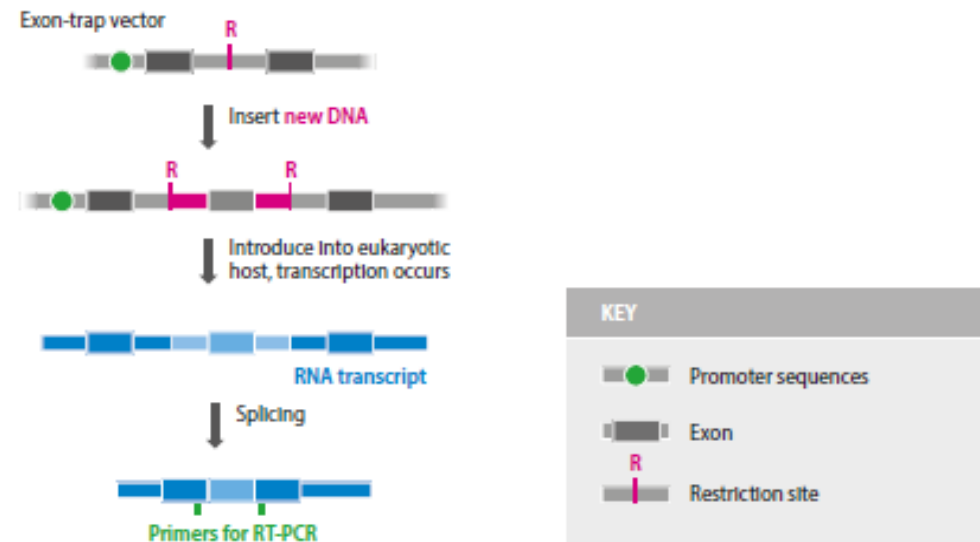 Exon-trap vector
R
Insert new DNA
R R
Introduce into eukaryotic
host, transcription occurs
RNA transcript
Splicing
Primers for RT-PCR
KEY
Promoter sequences
Exon
R
Restriction site